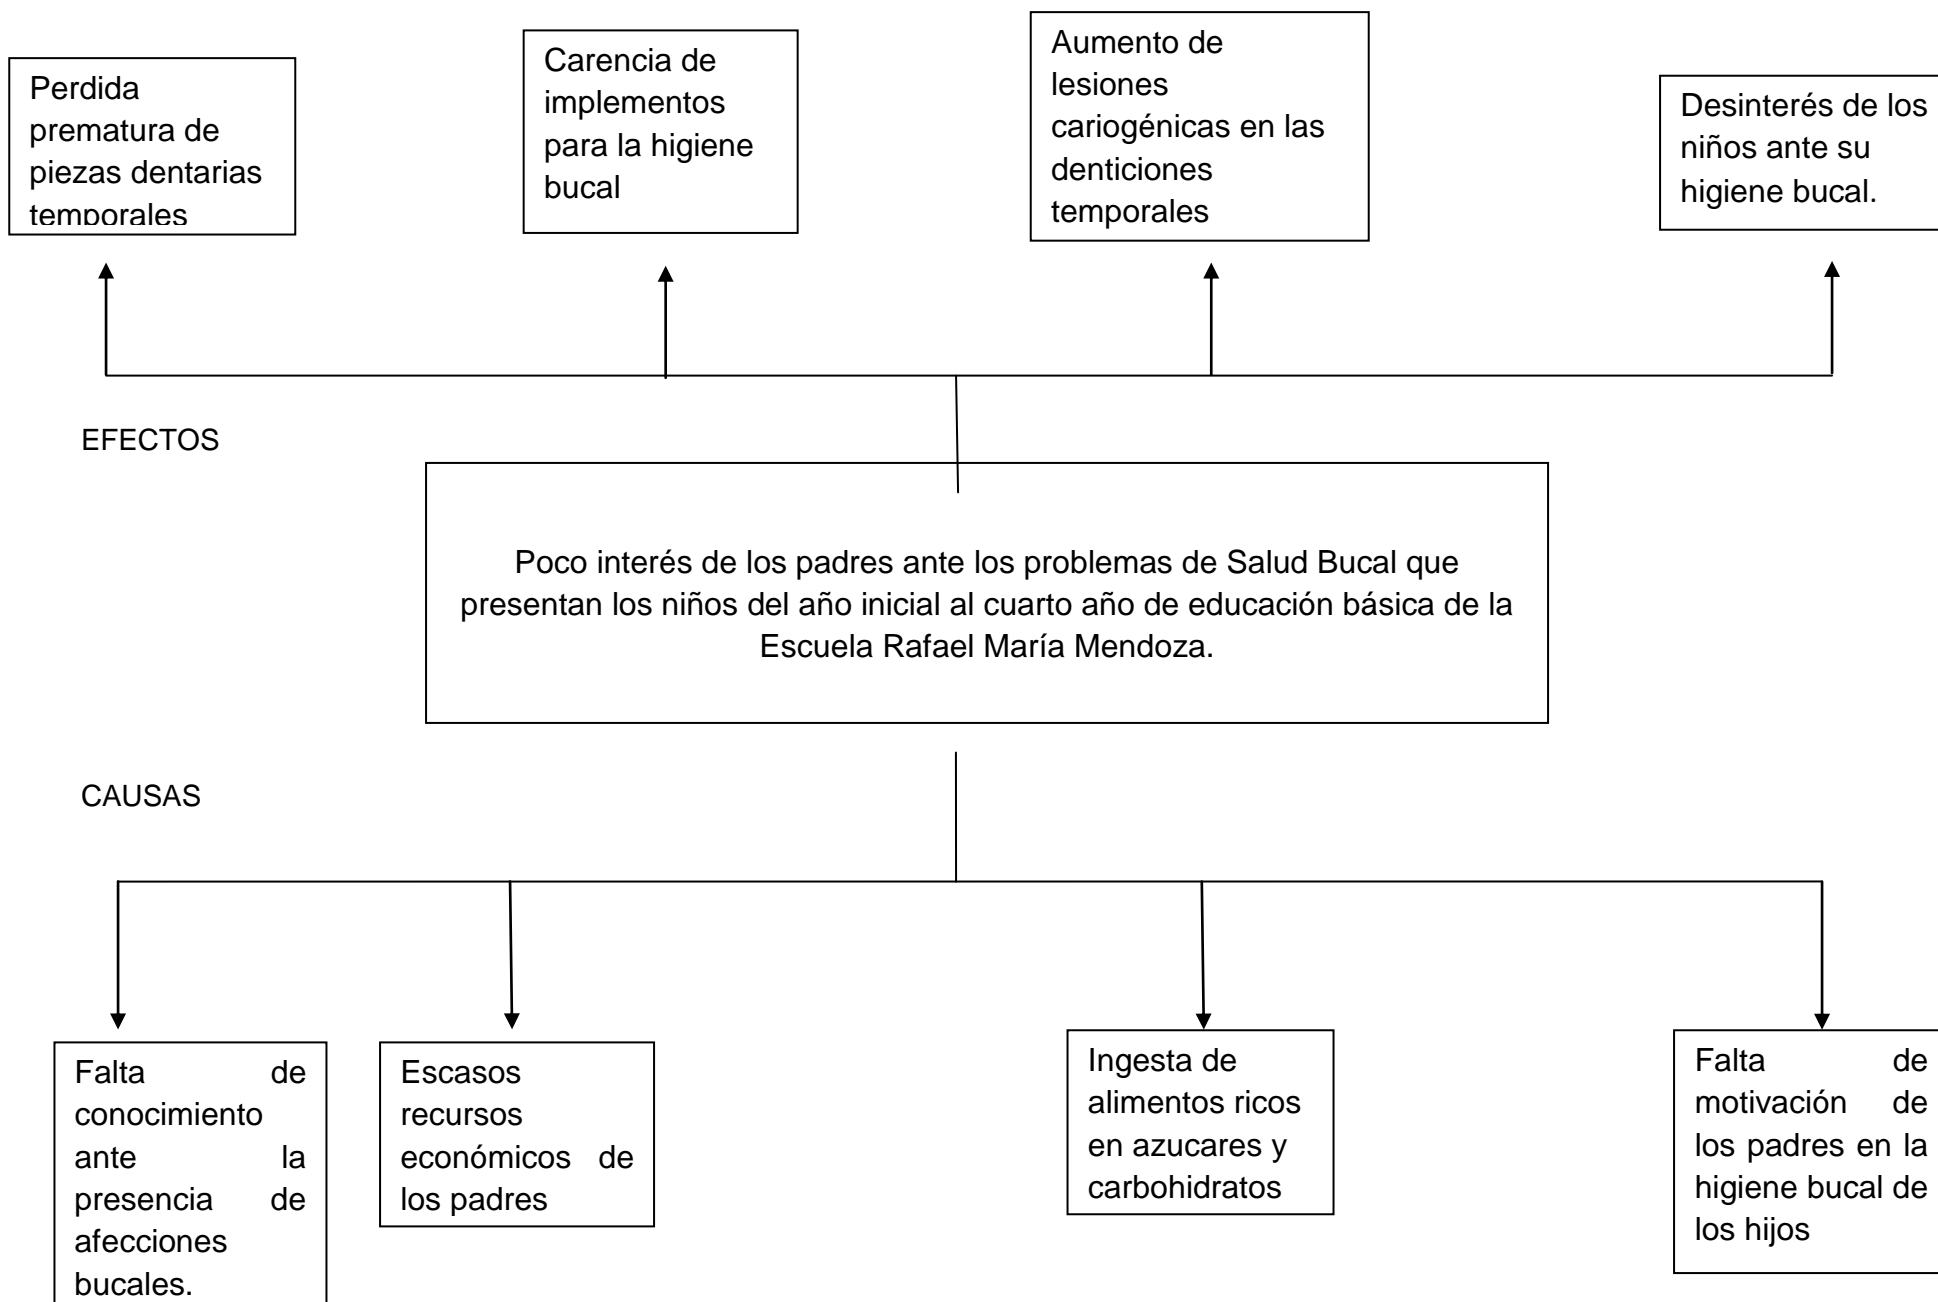 Perdida
prematura de
piezas dentarias
temporales
Carencia de
implementos
para la higiene
bucal
Aumento de
lesiones
cariogénicas en las
denticiones
temporales
Desinterés de los
niños ante su
higiene bucal.
EFECTOS
Poco interés de los padres ante los problemas de Salud Bucal que
presentan los niños del año inicial al cuarto año de educación básica de la
Escuela Rafael María Mendoza.
CAUSAS
Falta de
conocimiento
ante la
presencia de
afecciones
bucales.
Escasos
recursos
económicos de
los padres
Ingesta de
alimentos ricos
en azucares y
carbohidratos
Falta de
motivación de
los padres en la
higiene bucal de
los hijos